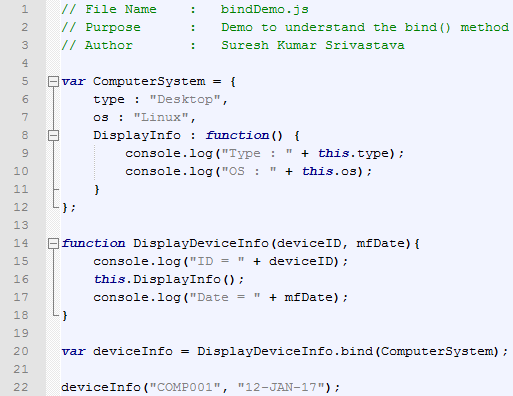 1 // File Name    :   bindDemo.js
2 // Purpose      :   Demo to understand the bind() method
3 // Author       :   Suresh Kumar Srivastava
4
5 var ComputerSystem = {
6     type : "Desktop",
7     os : "Linux",
8     DisplayInfo : function() {
9         console.log("Type : " + this.type);
10         console.log("OS : " + this.os);
11     }
12 };
13
14 function DisplayDeviceInfo(deviceID, mfDate){
15     console.log("ID = " + deviceID);
16     this.DisplayInfo();
17     console.log("Date = " + mfDate);
18 }
19
20 var deviceInfo = DisplayDeviceInfo.bind(ComputerSystem);
21
22 deviceInfo("COMP001", "12-JAN-17");